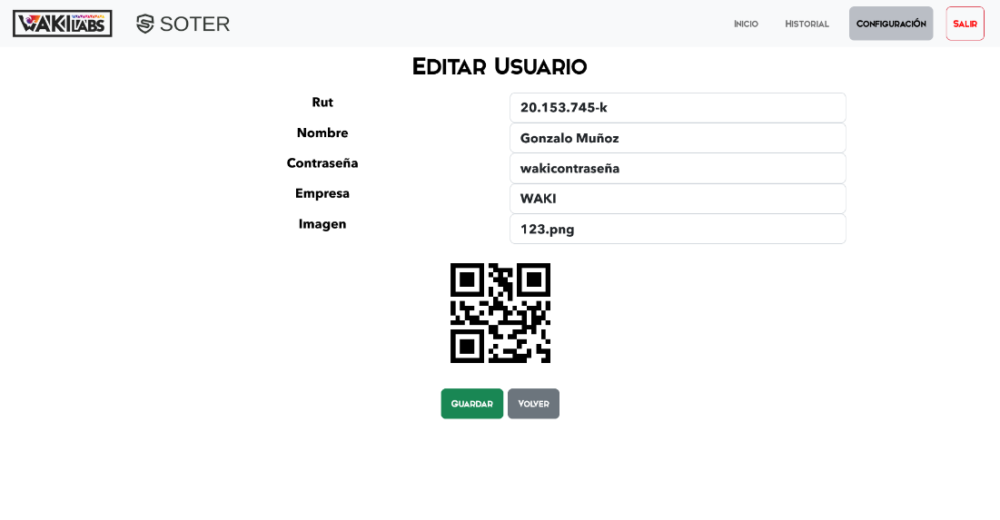 WAKI LABS SOTER Inicio Historial Configuración Salir
Editar Usuario
Rut 20.153.745-k
Nombre Gonzalo Muñoz
Contraseña wakicontraseña
Empresa WAKI
Imagen 123.png
Guardar Volver